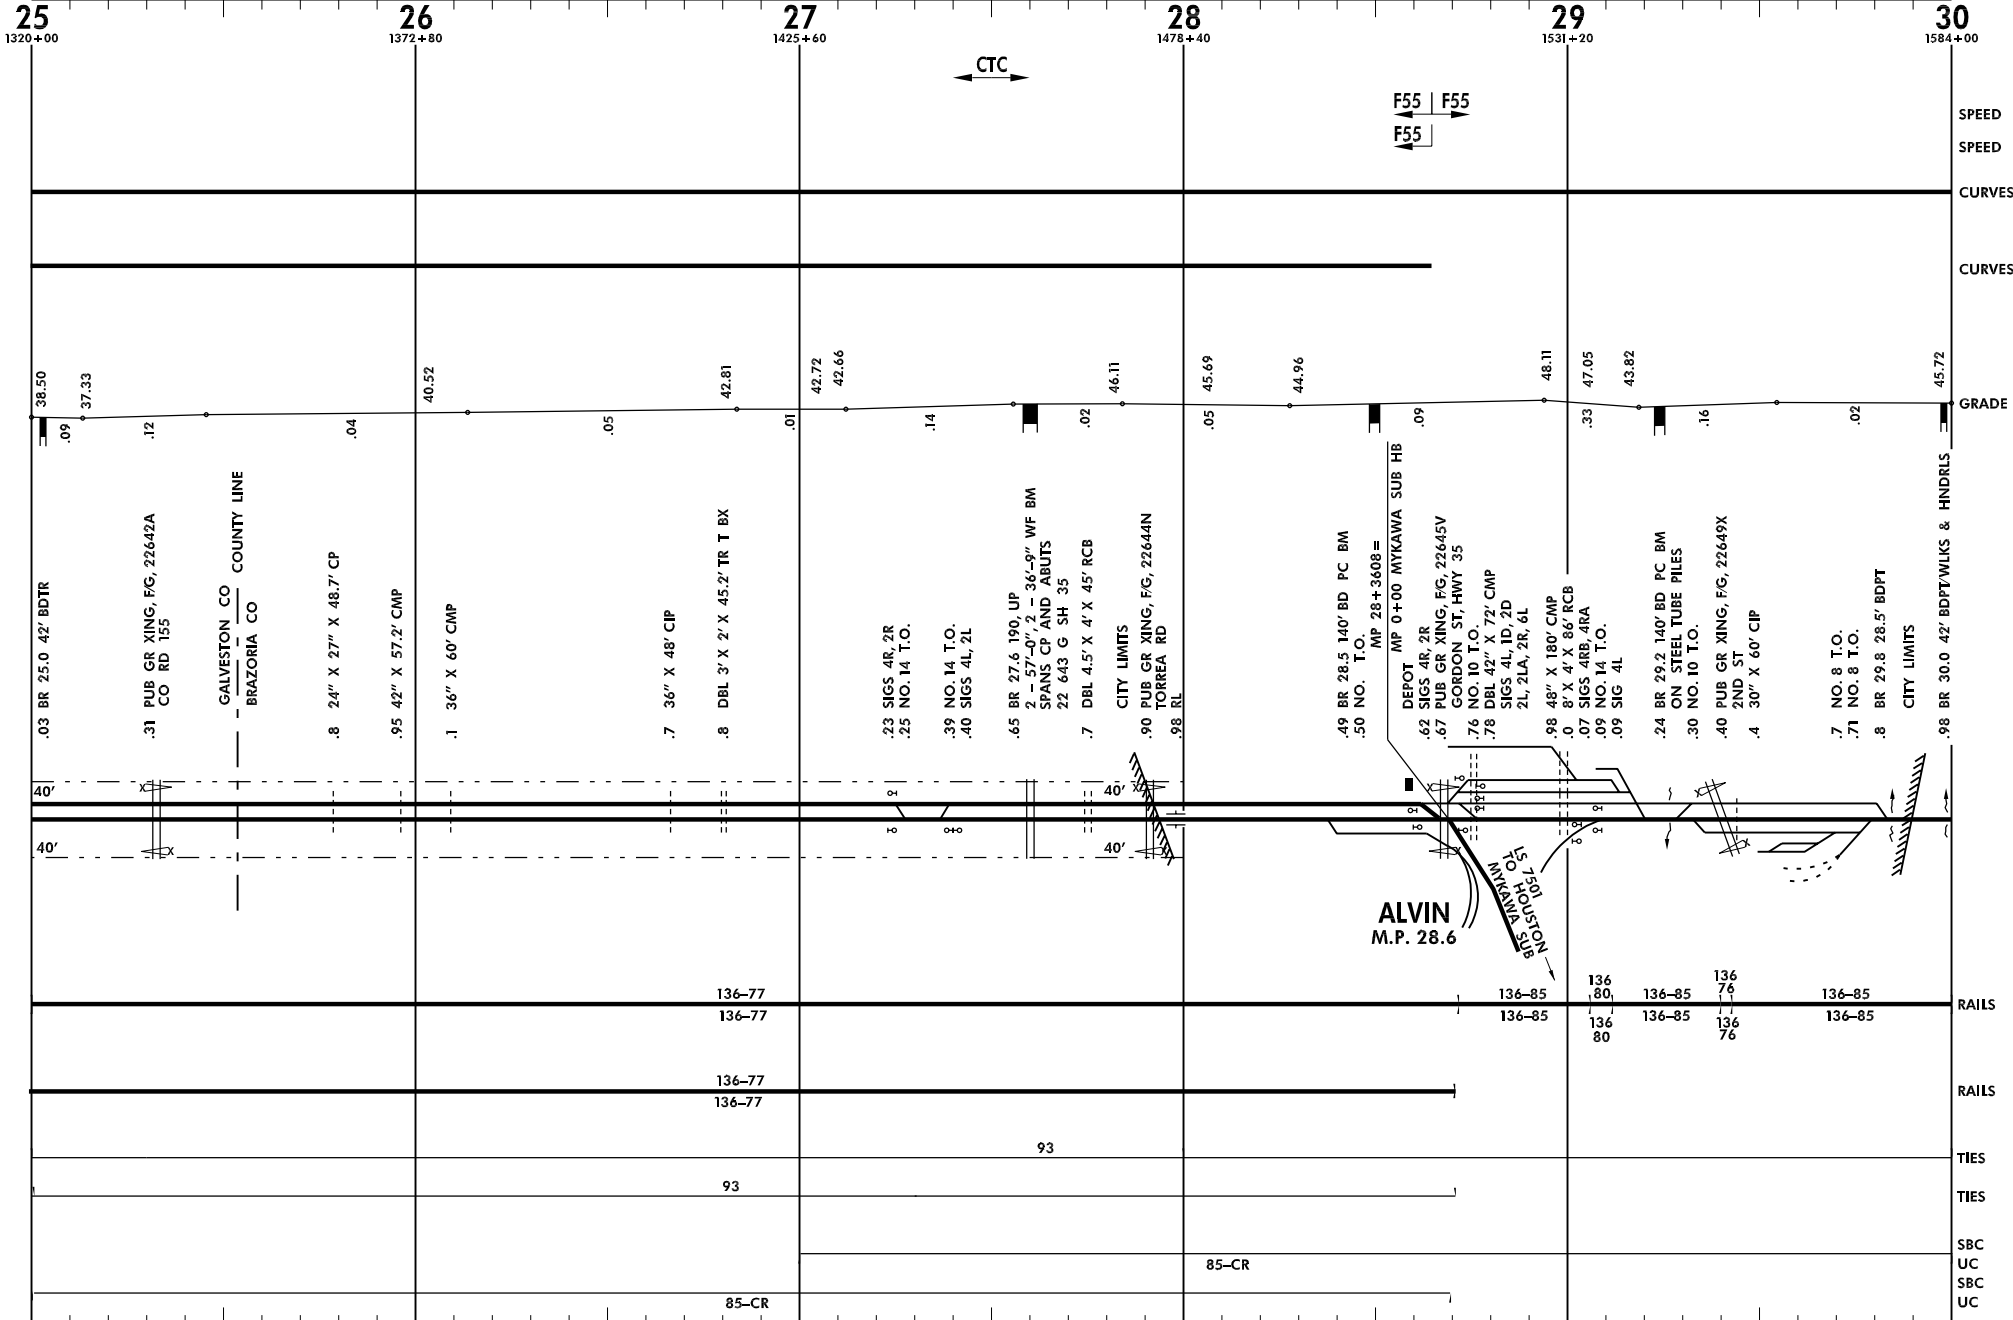 25 26 27 28 29 30
1320+00 1372+80 1425+60 1478+40 1531+20 1584+00
CTC
F55 F55
SPEED
F55
SPEED
CURVES
CURVES
38.50
37.33
40.52
42.81
42.72
42.66
46.11
45.69
44.96
48.11
47.05
43.82
45.72
GRADE
.09
.12
.04
.05
.01
.14
.02
.05
.09
.33
.16
.02
.03 BR 25.0 42' BDTR
.31 PUB GR XING, F/G, 22642A
CO RD 155
GALVESTON CO
COUNTY LINE
BRAZORIA CO
.8 24" X 27" X 48.7' CP
.95 42" X 57.2' CMP
.1 36" X 60' CMP
.7 36" X 48' CIP
.8 DBL 3' X 2' X 45.2' TR T BX
.23 SIGS 4R, 2R
.25 NO. 14 T.O.
.39 NO. 14 T.O.
.40 SIGS 4L, 2L
.65 BR 27.6 190, UP
2 – 57'–0", 2 – 36'–9" WF BM
SPANS CP AND ABUTS
22 643 G SH 35
.7 DBL 4.5' X 4' X 45' RCB
CITY LIMITS
.90 PUB GR XING, F/G, 22644N
TORREA RD
.98 RL
.49 BR 28.5 140' BD PC BM
.50 NO. T.O.
MP 28+3608=
MP 0+00 MYKAWA SUB HB
DEPOT
.62 SIGS 4R, 2R
.67 PUB GR XING, F/G, 22645V
GORDON ST, HWY 35
.76 NO. 10 T.O.
.78 DBL 42" X 72' CMP
SIGS 4L, 1D, 2D
2L, 2LA, 2R, 6L
.98 48" X 180' CMP
.0 8' X 4' X 86' RCB
.07 SIGS 4RB, 4RA
.09 NO. 14 T.O.
.09 SIG 4L
.24 BR 29.2 140' BD PC BM
ON STEEL TUBE PILES
.30 NO. 10 T.O.
.40 PUB GR XING, F/G, 22649X
2ND ST
.4 30" X 60' CIP
.7 NO. 8 T.O.
.71 NO. 8 T.O.
.8 BR 29.8 28.5' BDPT
CITY LIMITS
.98 BR 30.0 42' BDPT/WLKS & HNDRLS
40' 40'
40' 40'
LS 7501
TO HOUSTON
MYKAWA SUB
ALVIN
M.P. 28.6
136–77 136–85 136 80 136–85 136 76 136–85
RAILS
136–77 136–85 136 80 136–85 136 76 136–85
136–77
RAILS
136–77
93
TIES
93
TIES
SBC
85–CR
UC
SBC
85–CR
UC